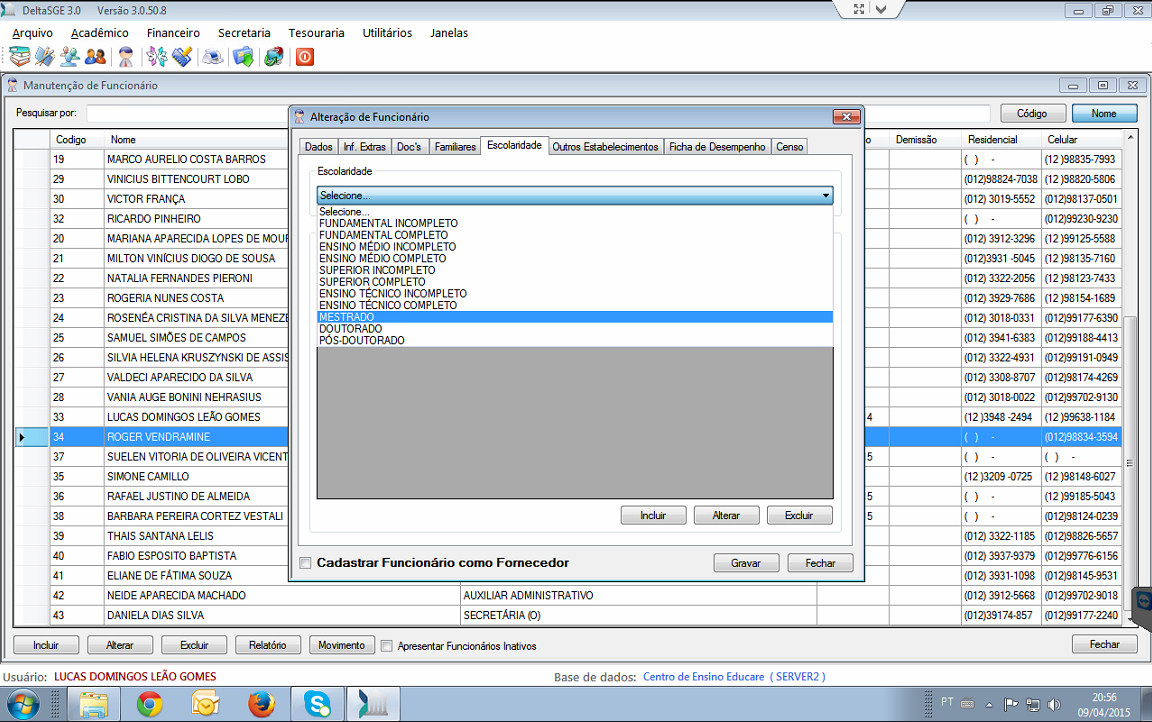 DeltaSGE 3.0 Versão 3.0.50.8
Arquivo Acadêmico Financeiro Secretaria Tesouraria Utilitários Janelas
Manutenção de Funcionário
Pesquisar por: Código Nome
Alteração de Funcionário
Dados Inf. Extras Doc's Familiares Escolaridade Outros Estabelecimentos Ficha de Desempenho Censo
Escolaridade
Selecione...
Selecione...
FUNDAMENTAL INCOMPLETO
FUNDAMENTAL COMPLETO
ENSINO MÉDIO INCOMPLETO
ENSINO MÉDIO COMPLETO
SUPERIOR INCOMPLETO
SUPERIOR COMPLETO
ENSINO TÉCNICO INCOMPLETO
ENSINO TÉCNICO COMPLETO
MESTRADO
DOUTORADO
PÓS-DOUTORADO
Incluir Alterar Excluir
Cadastrar Funcionário como Fornecedor Gravar Fechar
Codigo Nome o Demissão Residencial Celular
19 MARCO AURELIO COSTA BARROS ( ) - (12 )98835-7993
29 VINICIUS BITTENCOURT LOBO (012)98824-7038 (12 )98820-5806
30 VICTOR FRANÇA (012) 3019-5552 (012)98137-0501
32 RICARDO PINHEIRO ( ) - (012)99230-9230
20 MARIANA APARECIDA LOPES DE MOUR (012) 3912-3296 (12 )99125-5588
21 MILTON VINÍCIUS DIOGO DE SOUSA (012)3931 -5045 (12 )98135-7160
22 NATALIA FERNANDES PIERONI (012) 3322-2056 (12 )98123-7433
23 ROGERIA NUNES COSTA (012) 3929-7686 (12 )98154-1689
24 ROSENÉA CRISTINA DA SILVA MENEZE (012) 3018-0331 (012)99177-6390
25 SAMUEL SIMÕES DE CAMPOS (012) 3941-6383 (012)99188-4413
26 SILVIA HELENA KRUSZYNSKI DE ASSIS (012) 3322-4931 (012)99191-0949
27 VALDECI APARECIDO DA SILVA (012) 3308-8707 (012)98174-4269
28 VANIA AUGE BONINI NEHRASIUS (012) 3018-0022 (012)99702-9130
33 LUCAS DOMINGOS LEÃO GOMES 4 (12 )3948 -2494 (12 )99638-1184
34 ROGER VENDRAMINE ( ) - (012)98834-3594
37 SUELEN VITORIA DE OLIVEIRA VICENT 5 ( ) - ( ) -
35 SIMONE CAMILLO (12 )3209 -0725 (12 )98148-6027
36 RAFAEL JUSTINO DE ALMEIDA 5 ( ) - (12 )99185-5043
38 BARBARA PEREIRA CORTEZ VESTALI 5 ( ) - (012)98124-0239
39 THAIS SANTANA LELIS (012) 3322-1185 (012)98826-5657
40 FABIO ESPOSITO BAPTISTA (012) 3937-9379 (012)99776-6156
41 ELIANE DE FÁTIMA SOUZA (012) 3931-1098 (012)98145-9531
42 NEIDE APARECIDA MACHADO AUXILIAR ADMINISTRATIVO (012) 3912-5668 (012)99702-9018
43 DANIELA DIAS SILVA SECRETÁRIA (O) (012)39174-857 (012)99177-2240
Incluir Alterar Excluir Relatório Movimento Apresentar Funcionários Inativos Fechar
Usuário: LUCAS DOMINGOS LEÃO GOMES Base de dados: Centro de Ensino Educare ( SERVER2 )
PT 20:56
09/04/2015